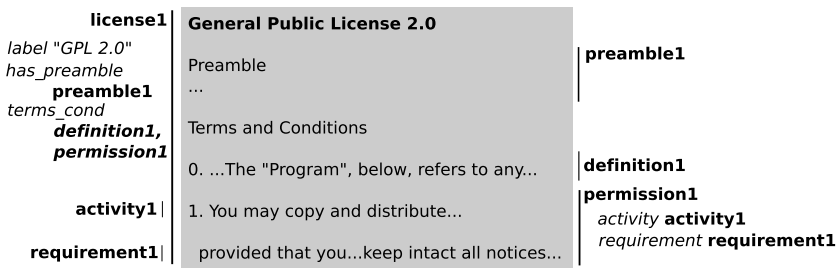 license1
label "GPL 2.0"
has_preamble
preamble1
terms_cond
definition1,
permission1
activity1
requirement1
General Public License 2.0
Preamble
...
Terms and Conditions
0. ...The "Program", below, refers to any...
1. You may copy and distribute...
provided that you...keep intact all notices...
preamble1
definition1
permission1
activity activity1
requirement requirement1